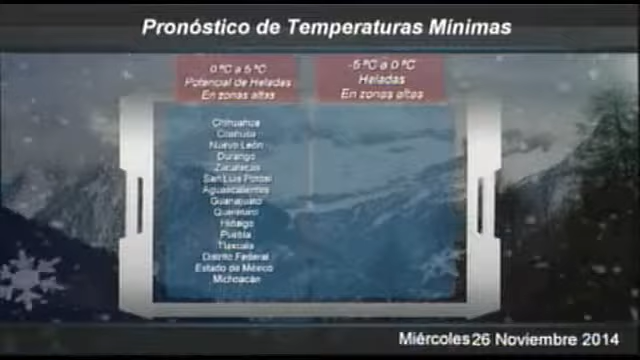 Pronóstico de Temperaturas Mínimas
0 ºC a 5 ºC
Potencial de Heladas
En zonas altas
-5 ºC a 0 ºC
Heladas
En zonas altas
Chihuahua
Coahuila
Nuevo León
Durango
Zacatecas
San Luis Potosí
Aguascalientes
Guanajuato
Querétaro
Hidalgo
Puebla
Tlaxcala
Distrito Federal
Estado de México
Michoacán
Miércoles 26 Noviembre 2014